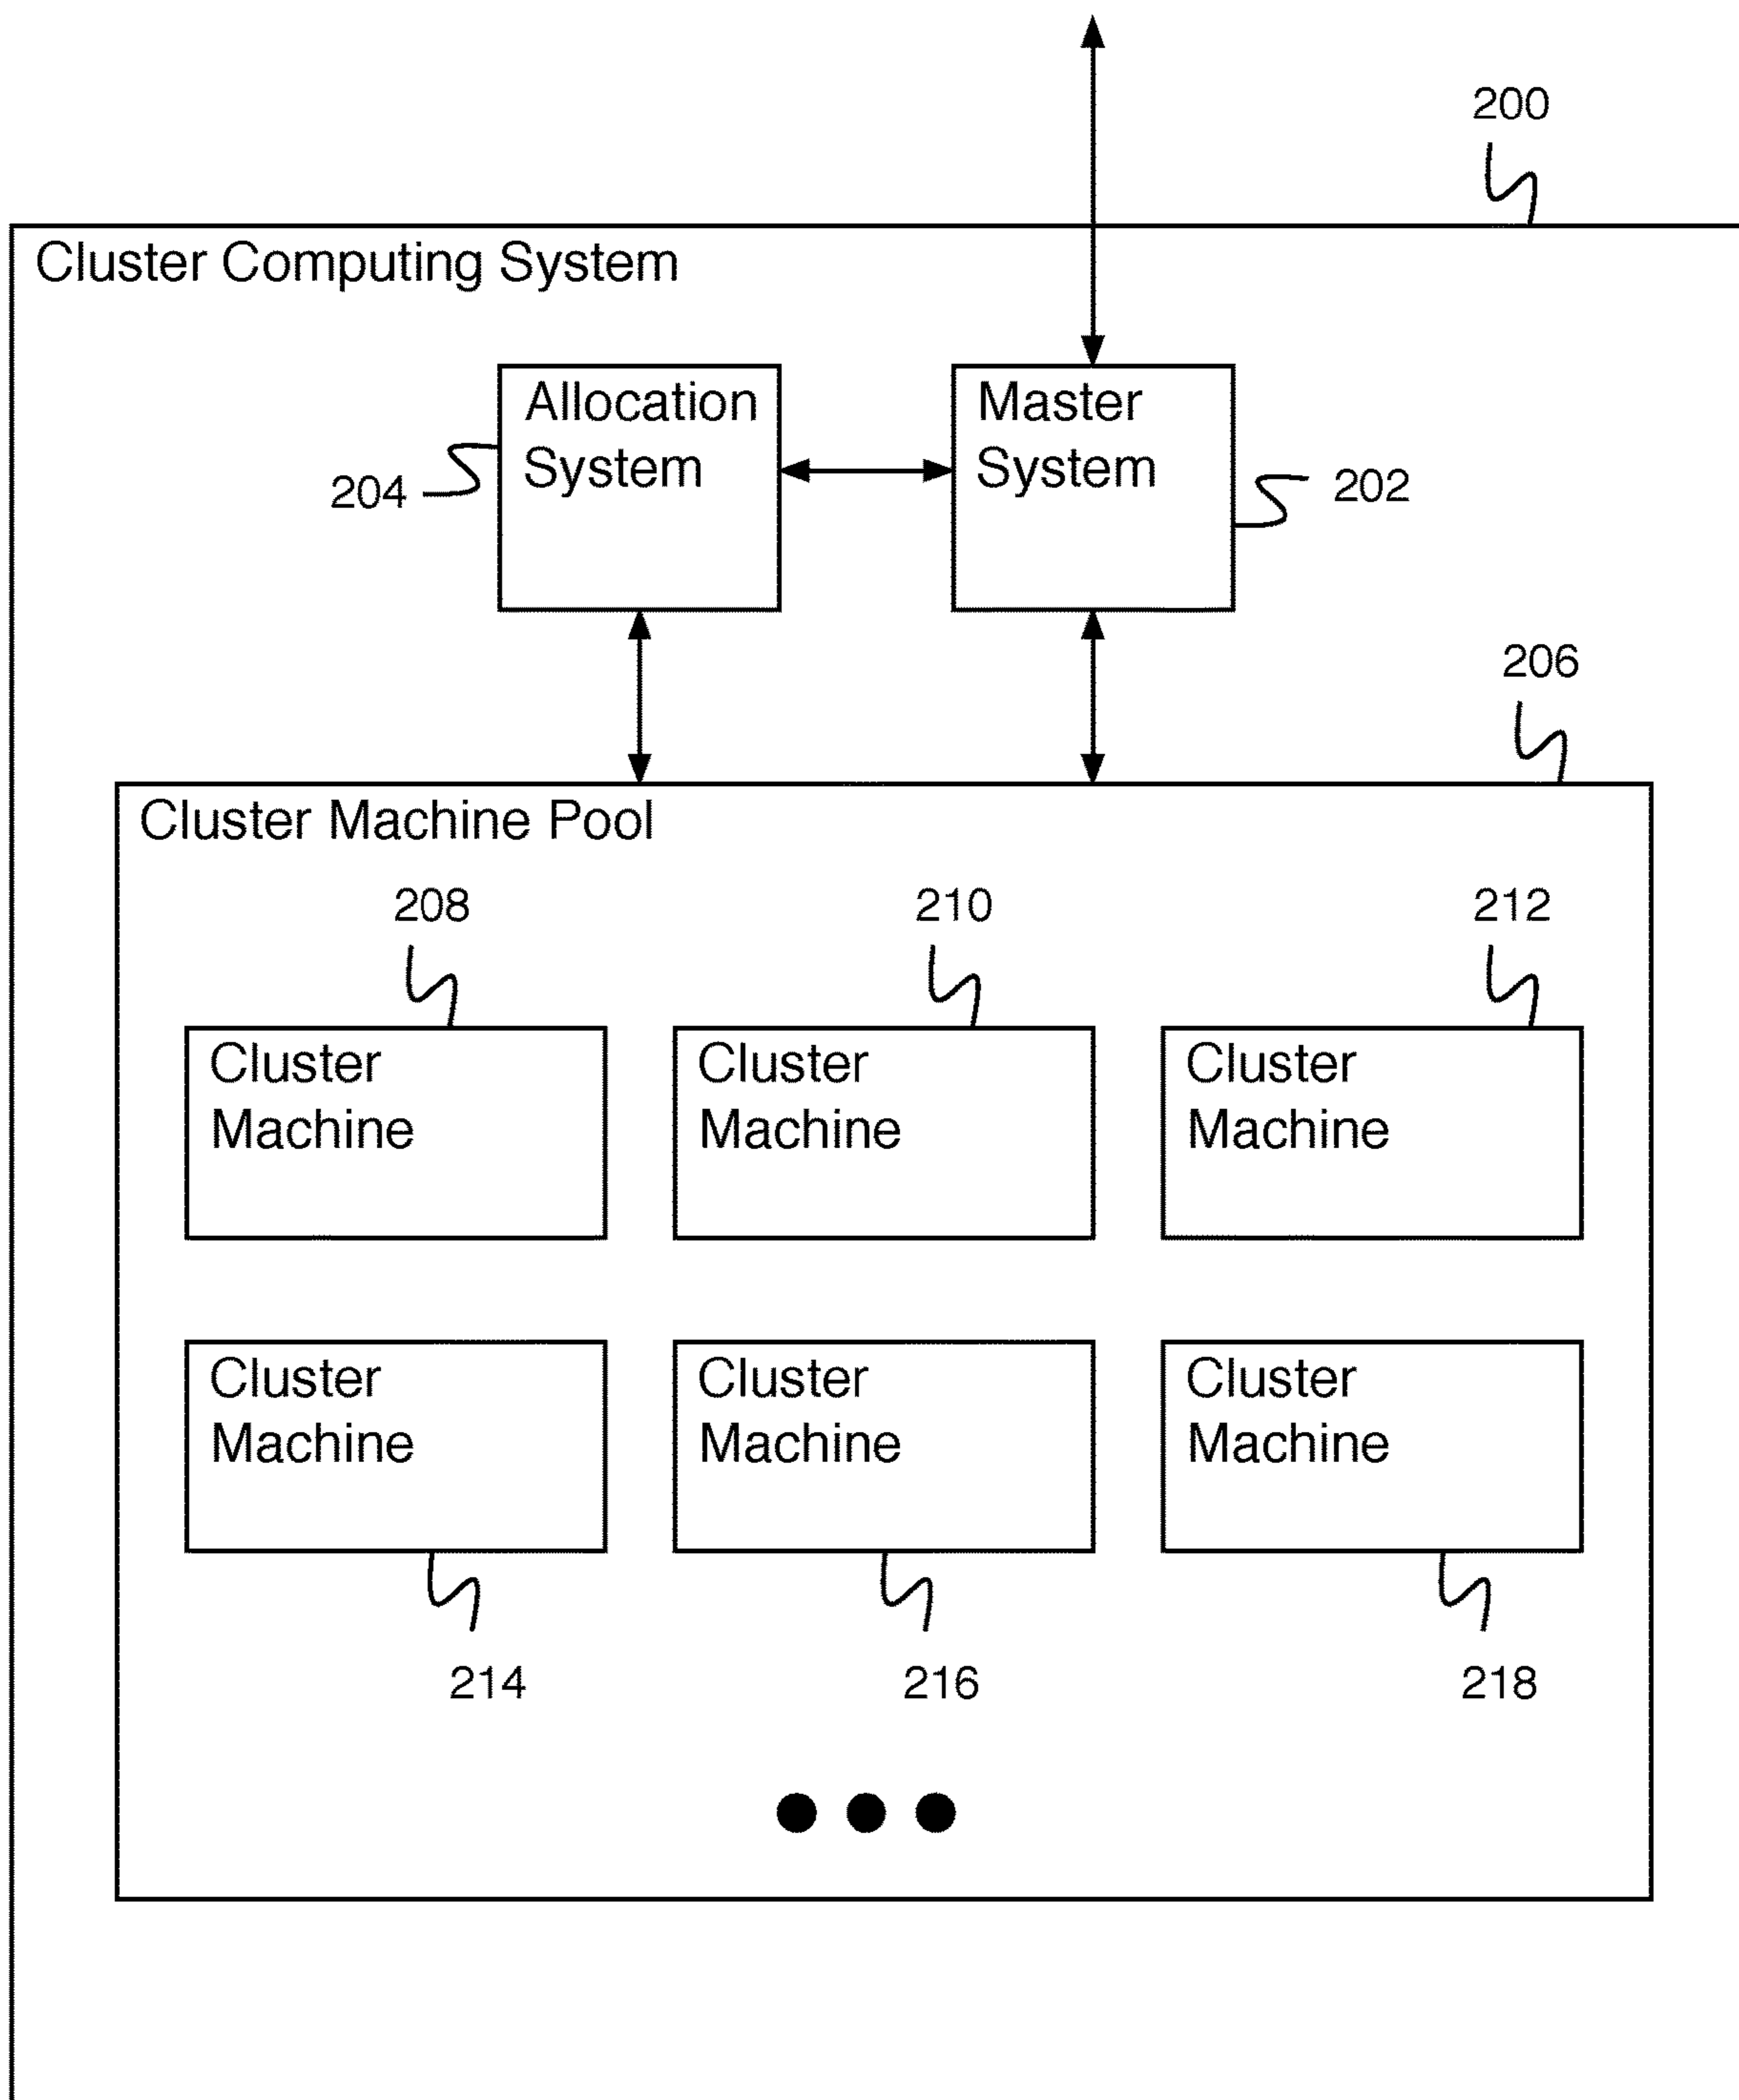 200
Cluster Computing System
Allocation
System
Master
System
204
202
206
Cluster Machine Pool
208
210
212
Cluster
Machine
Cluster
Machine
Cluster
Machine
Cluster
Machine
Cluster
Machine
Cluster
Machine
214
216
218